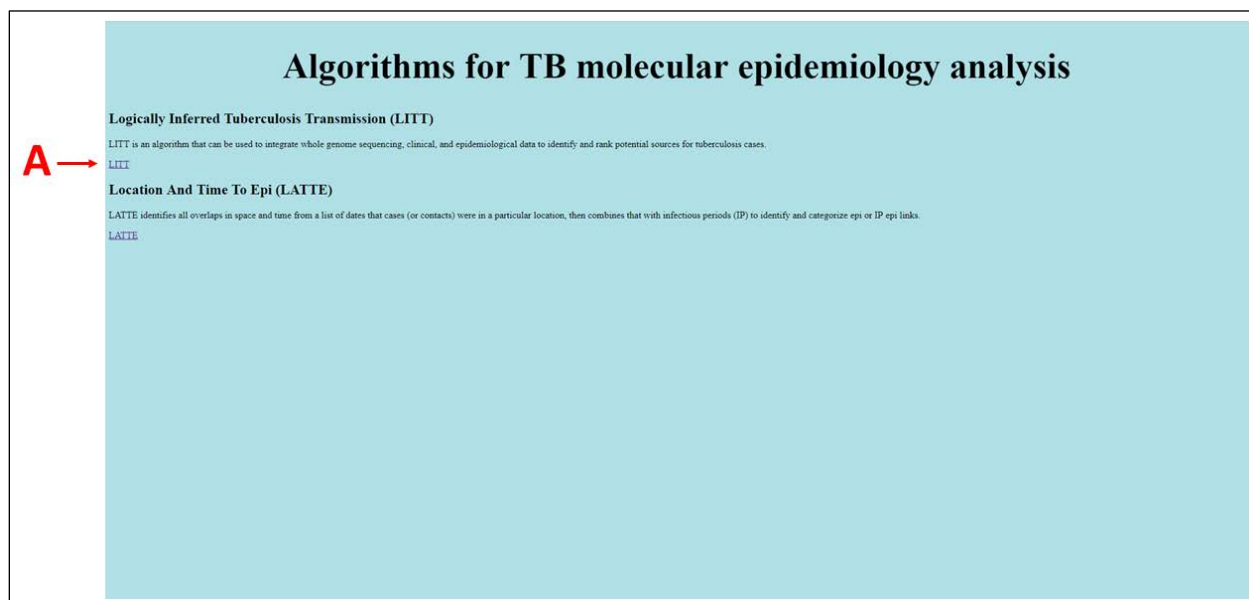 Algorithms for TB molecular epidemiology analysis
Logically Inferred Tuberculosis Transmission (LITT)
LITT is an algorithm that can be used to integrate whole genome sequencing, clinical, and epidemiological data to identify and rank potential sources for tuberculosis cases.
A
LITT
Location And Time To Epi (LATTE)
LATTE identifies all overlaps in space and time from a list of dates that cases (or contacts) were in a particular location, then combines that with infectious periods (IP) to identify and categorize epi or IP epi links.
LATTE